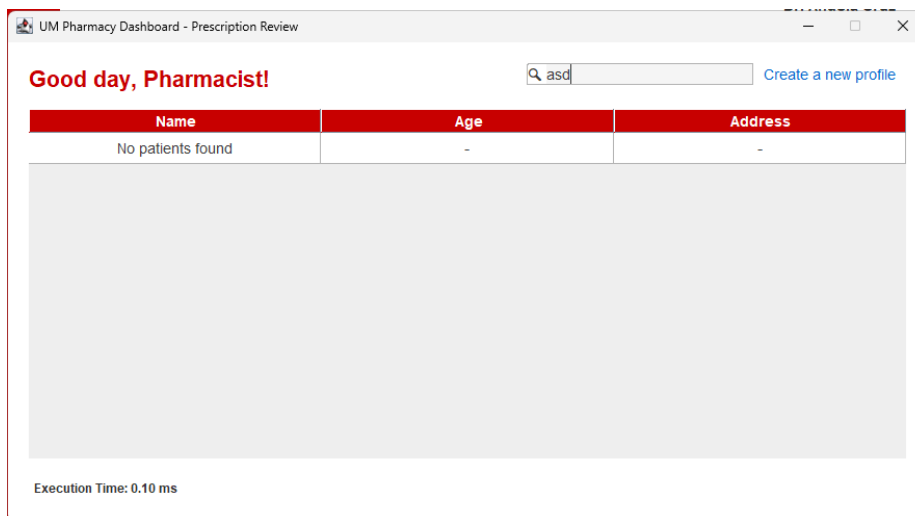 UM Pharmacy Dashboard - Prescription Review
Good day, Pharmacist!
asd
Create a new profile
Name Age Address
No patients found - -
Execution Time: 0.10 ms